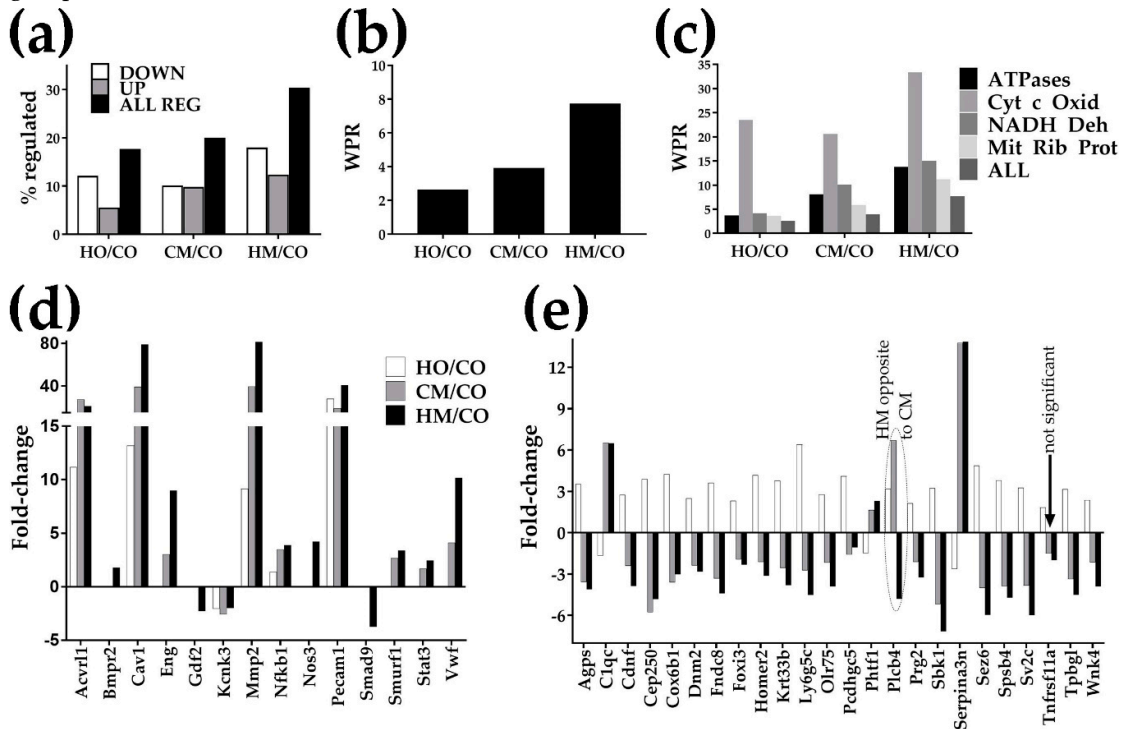 (a)
DOWN
UP
ALL REG
% regulated
30
20
10
0
HO/CO CM/CO HM/CO
(b)
WPR
10
8
6
4
2
0
HO/CO CM/CO HM/CO
(c)
WPR
35
30
25
20
15
10
5
0
HO/CO CM/CO HM/CO
ATPases
Cyt c Oxid
NADH Deh
Mit Rib Prot
ALL
(d)
Fold-change
80
40
15
10
5
0
-5
HO/CO
CM/CO
HM/CO
Acvrl1
Bmpr2
Cav1
Eng
Gdf2
Kcnk3
Mmp2
Nfkb1
Nos3
Pecam1
Smad9
Smurf1
Stat3
Vwf
(e)
Fold-change
12
9
6
3
0
-3
-6
HM opposite
to CM
not significant
Agps
C1qc
Cdnf
Cep250
Cox6b1
Dnm2
Fndc8
Foxi3
Homer2
Krt33b
Ly6g5c
Olr75
Pcdhgc5
Phtf1
Plcb4
Prg2
Sbk1
Serpina3n
Sez6
Spsb4
Sv2c
Tnfrsf11a
Tpbgl
Wnk4